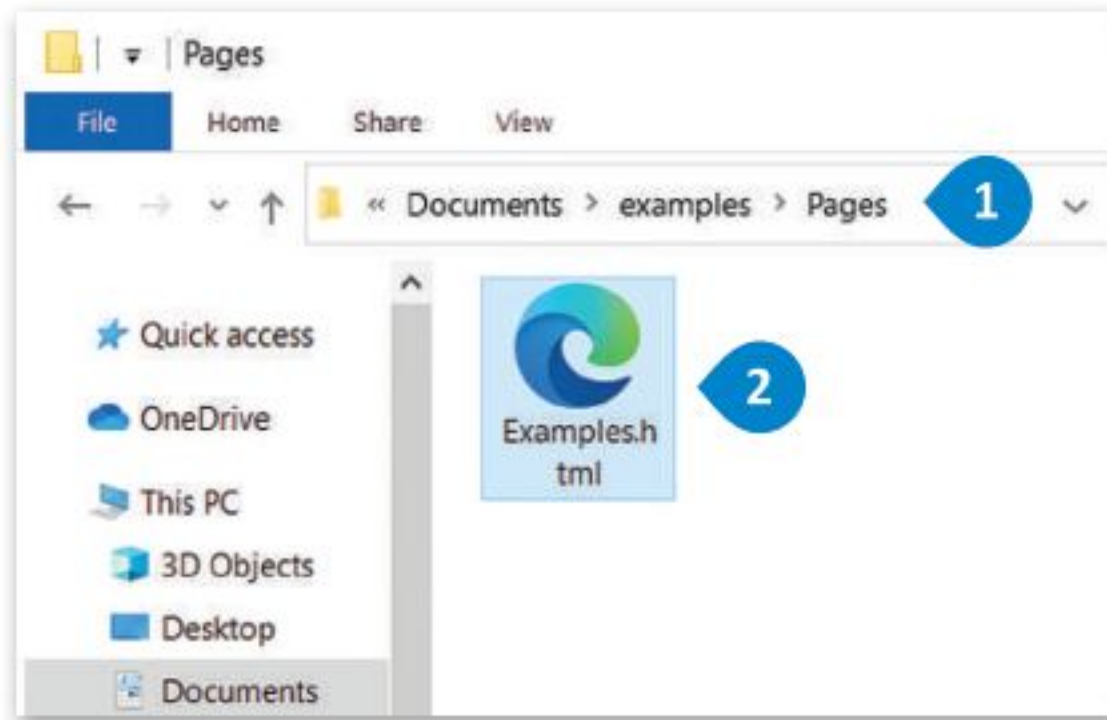 Pages
File Home Share View
« Documents > examples > Pages
1
Quick access
OneDrive
This PC
3D Objects
Desktop
Documents
Examples.h
tml
2